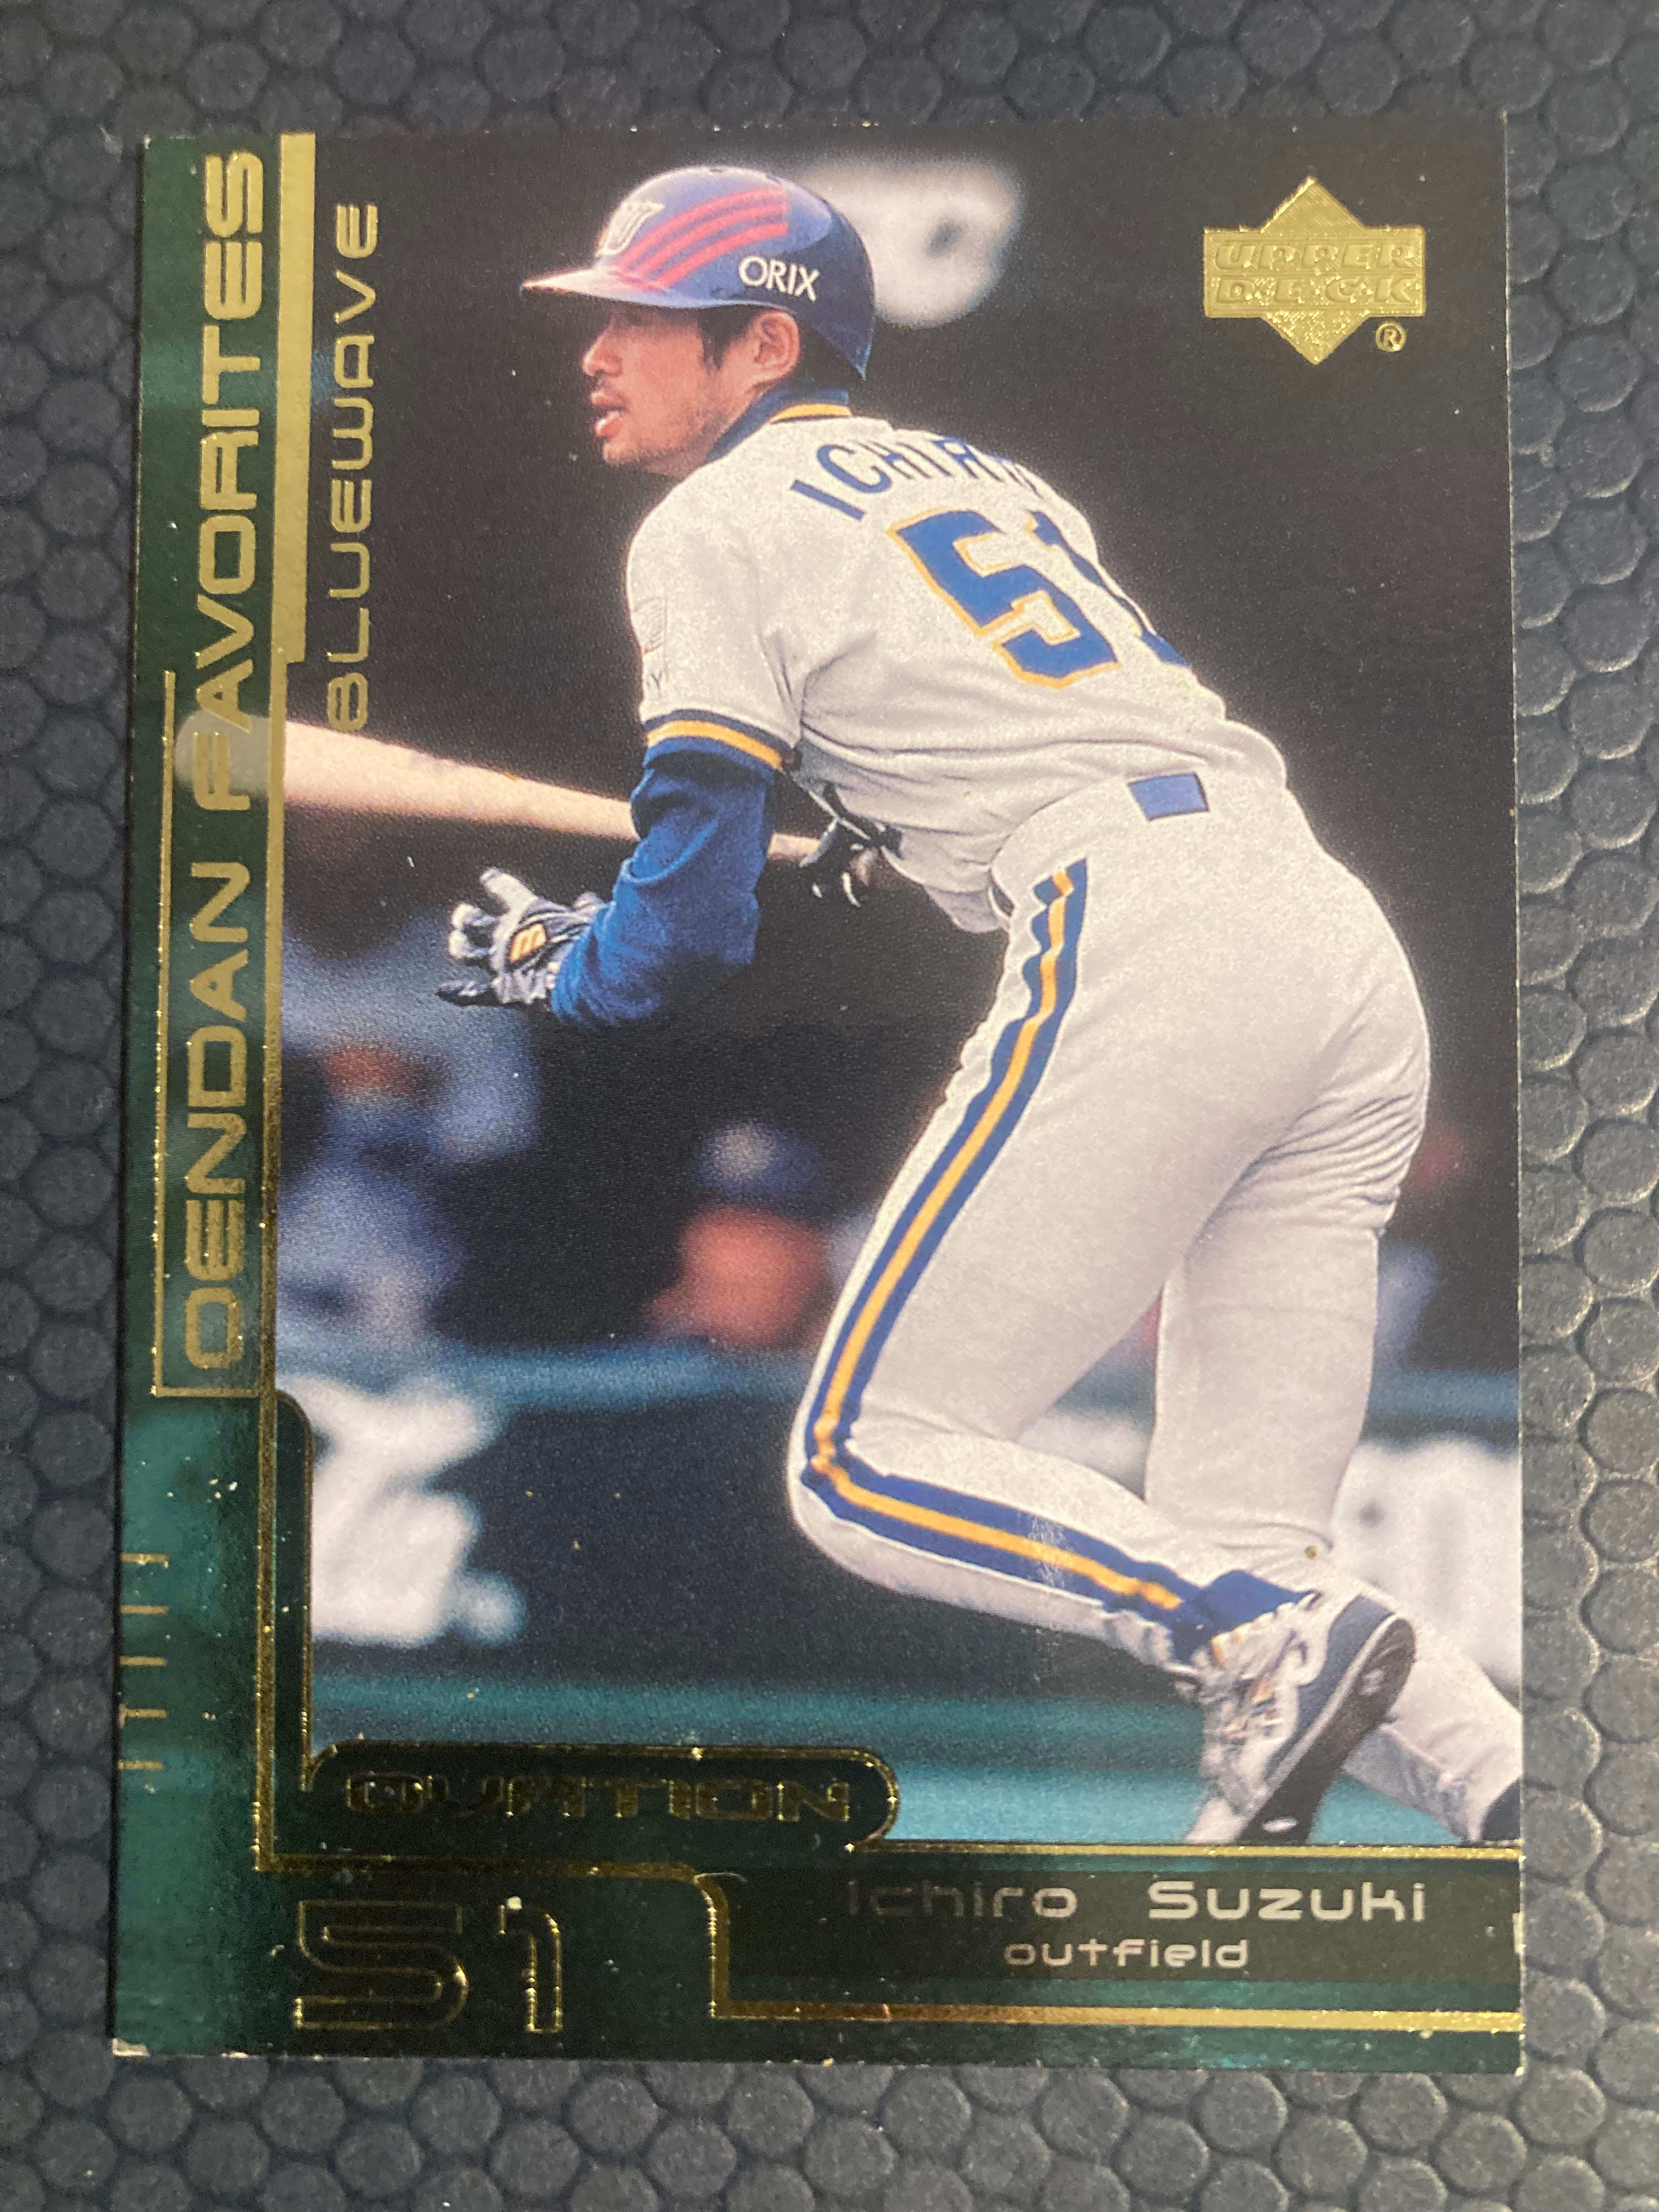 OENDAN FAVORITES
BLUEWAVE
ORIX
UPPER
DECK
®
ICHIRO
51
OVATION
51
Ichiro Suzuki
outfield